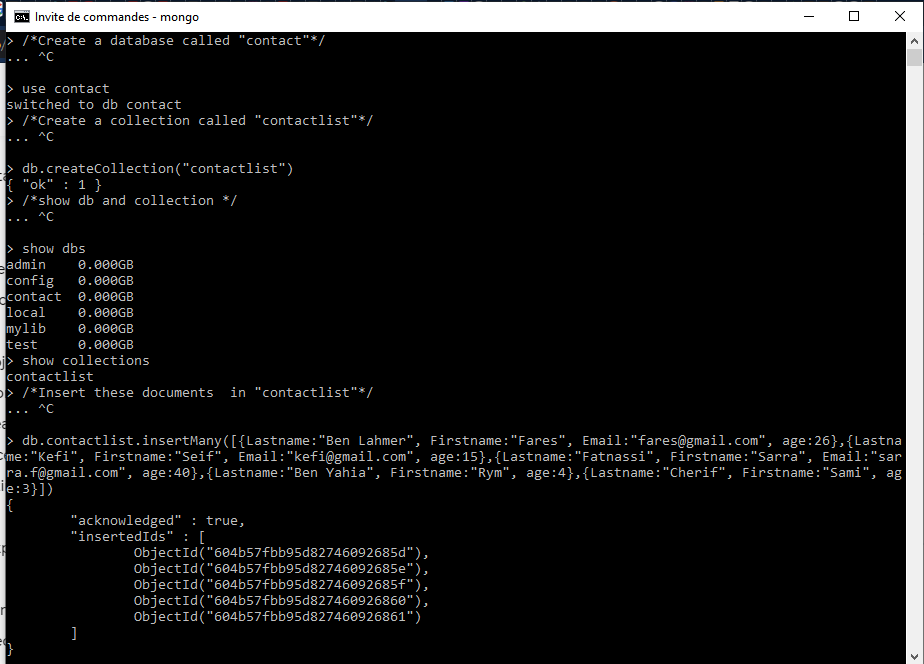 Invite de commandes - mongo
> /*Create a database called "contact"*/
... ^C
> use contact
switched to db contact
> /*Create a collection called "contactlist"*/
... ^C
> db.createCollection("contactlist")
{ "ok" : 1 }
> /*show db and collection */
... ^C
> show dbs
admin    0.000GB
config   0.000GB
contact  0.000GB
local    0.000GB
mylib    0.000GB
test     0.000GB
> show collections
contactlist
> /*Insert these documents  in "contactlist"*/
... ^C
> db.contactlist.insertMany([{Lastname:"Ben Lahmer", Firstname:"Fares", Email:"fares@gmail.com", age:26},{Lastna
me:"Kefi", Firstname:"Seif", Email:"kefi@gmail.com", age:15},{Lastname:"Fatnassi", Firstname:"Sarra", Email:"sar
ra.f@gmail.com", age:40},{Lastname:"Ben Yahia", Firstname:"Rym", age:4},{Lastname:"Cherif", Firstname:"Sami", ag
e:3}])
{
        "acknowledged" : true,
        "insertedIds" : [
                ObjectId("604b57fbb95d82746092685d"),
                ObjectId("604b57fbb95d82746092685e"),
                ObjectId("604b57fbb95d82746092685f"),
                ObjectId("604b57fbb95d827460926860"),
                ObjectId("604b57fbb95d827460926861")
        ]
}